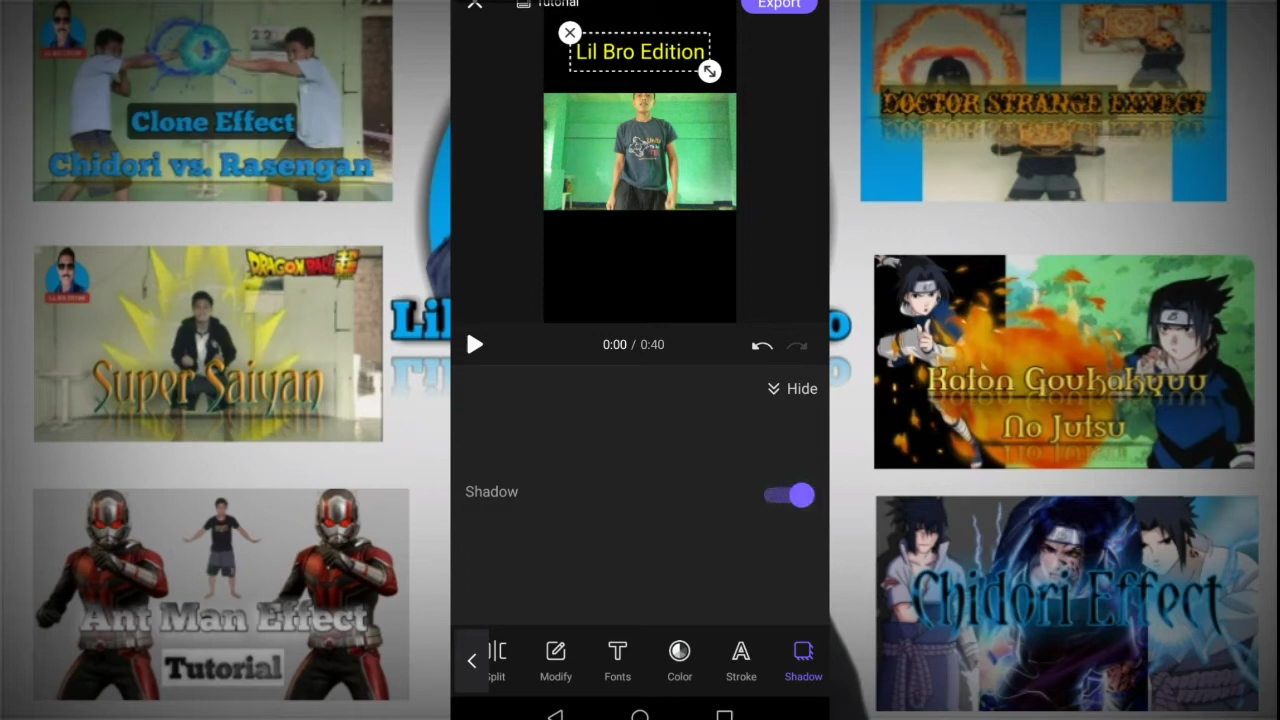 Tutorial
Export
Lil Bro Edition
22
Clone Effect
Chidori vs. Rasengan
DOCTOR STRANGE EFFECT
DRAGON BALL
Super Saiyan
Lil
o
0:00 / 0:40
Hide
Katon Goukakyuu
No Jutsu
Shadow
Ant Man Effect
Tutorial
Chidori Effect
Split
Modify
Fonts
Color
Stroke
Shadow